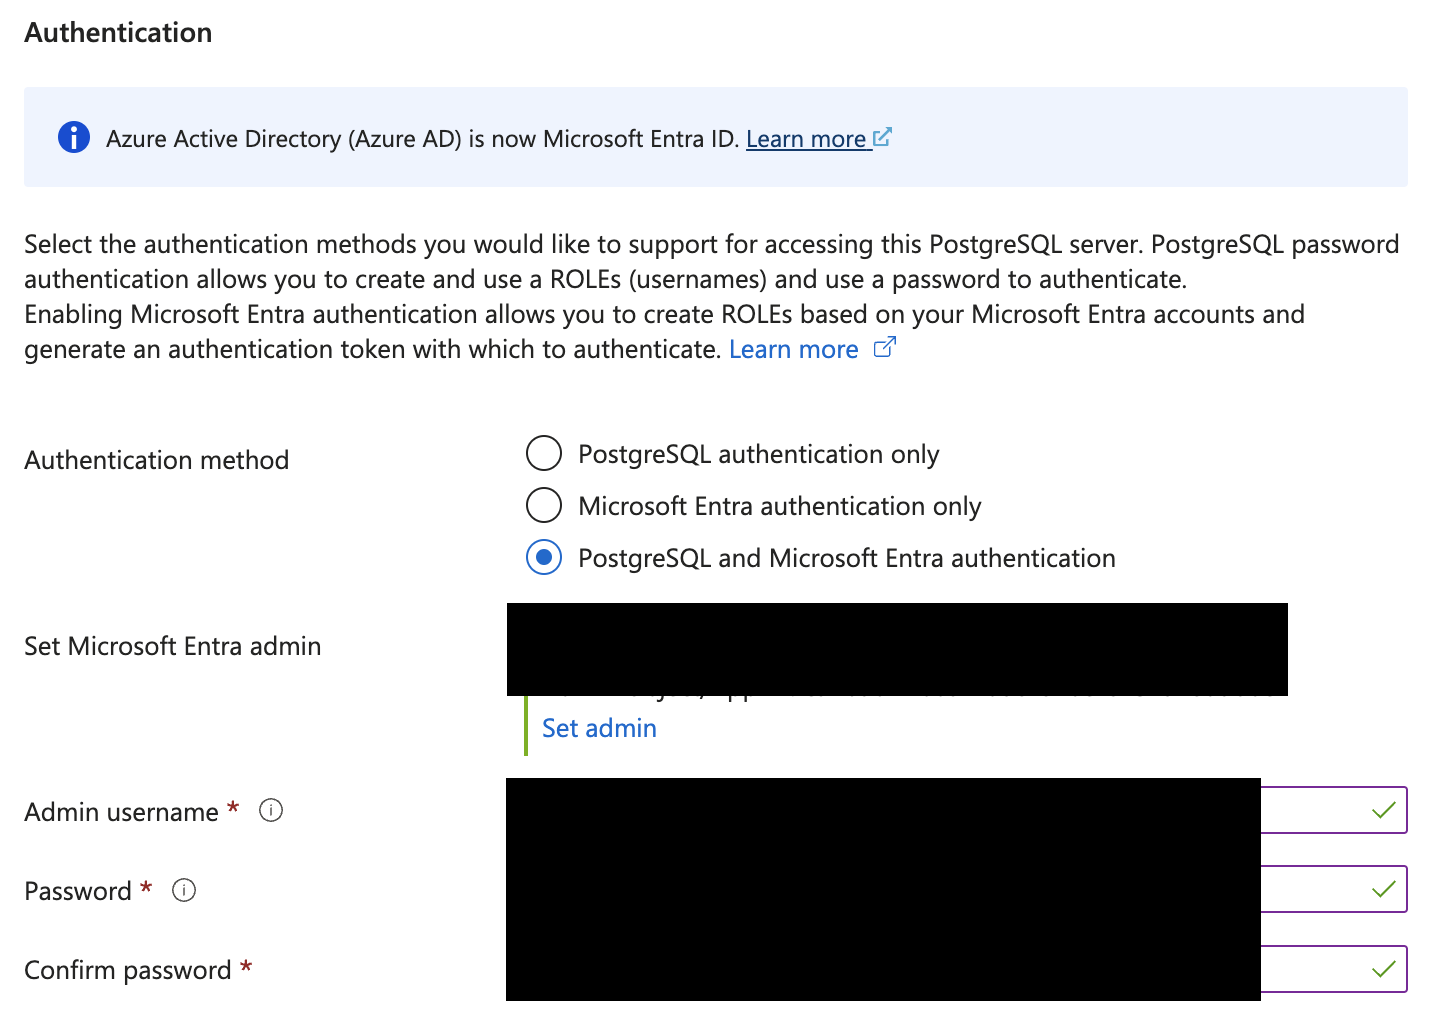 Authentication
Azure Active Directory (Azure AD) is now Microsoft Entra ID. Learn more
Select the authentication methods you would like to support for accessing this PostgreSQL server. PostgreSQL password
authentication allows you to create and use a ROLEs (usernames) and use a password to authenticate.
Enabling Microsoft Entra authentication allows you to create ROLEs based on your Microsoft Entra accounts and
generate an authentication token with which to authenticate. Learn more
Authentication method
PostgreSQL authentication only
Microsoft Entra authentication only
PostgreSQL and Microsoft Entra authentication
Set Microsoft Entra admin
Set admin
Admin username *
Password *
Confirm password *